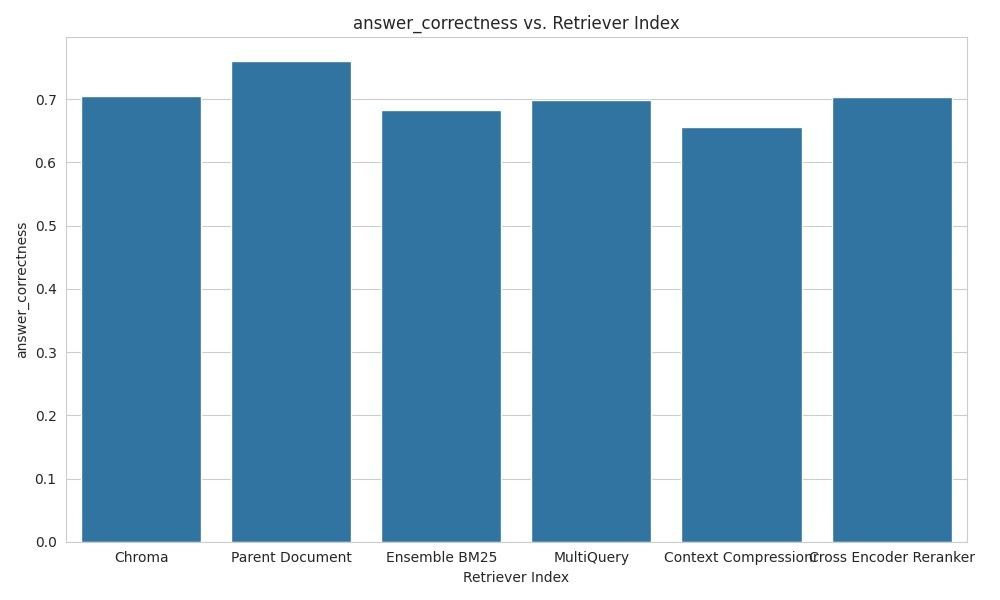 answer_correctness vs. Retriever Index
answer_correctness
0.7
0.6
0.5
0.4
0.3
0.2
0.1
0.0
Chroma
Parent Document
Ensemble BM25
MultiQuery
Context Compression
Cross Encoder Reranker
Retriever Index